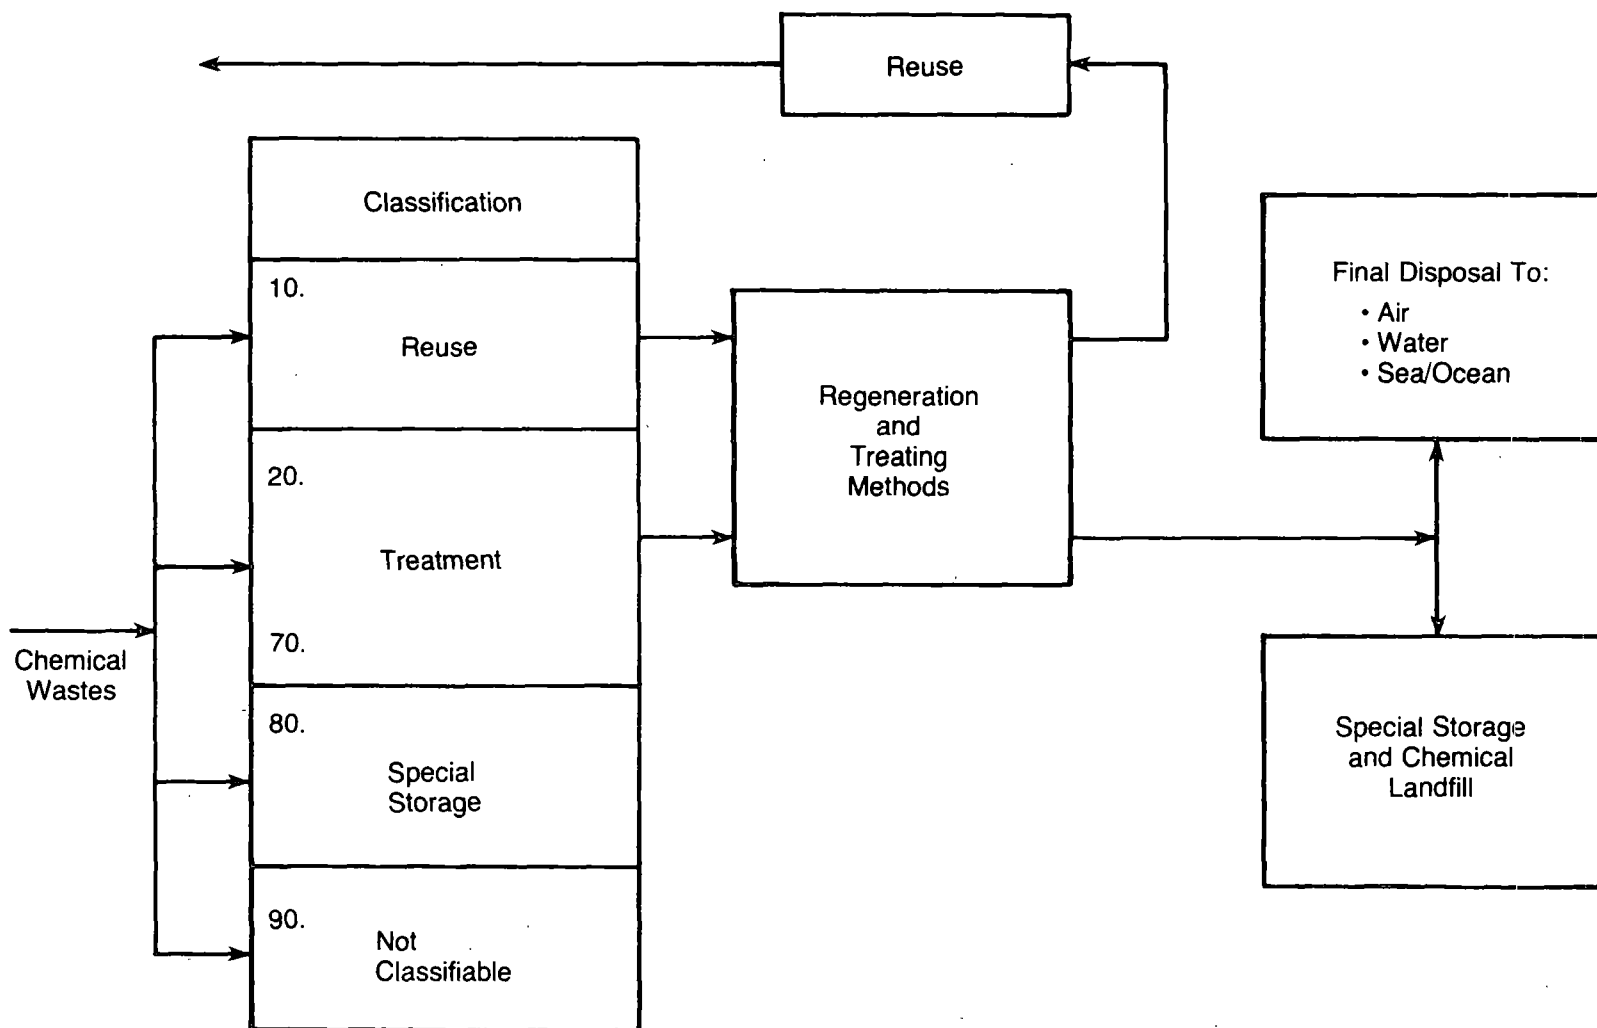 Reuse
Classification
10.
Reuse
20.
Treatment
70.
80.
Special
Storage
90.
Not
Classifiable
Chemical
Wastes
Regeneration
and
Treating
Methods
Final Disposal To:
• Air
• Water
• Sea/Ocean
Special Storage
and Chemical
Landfill